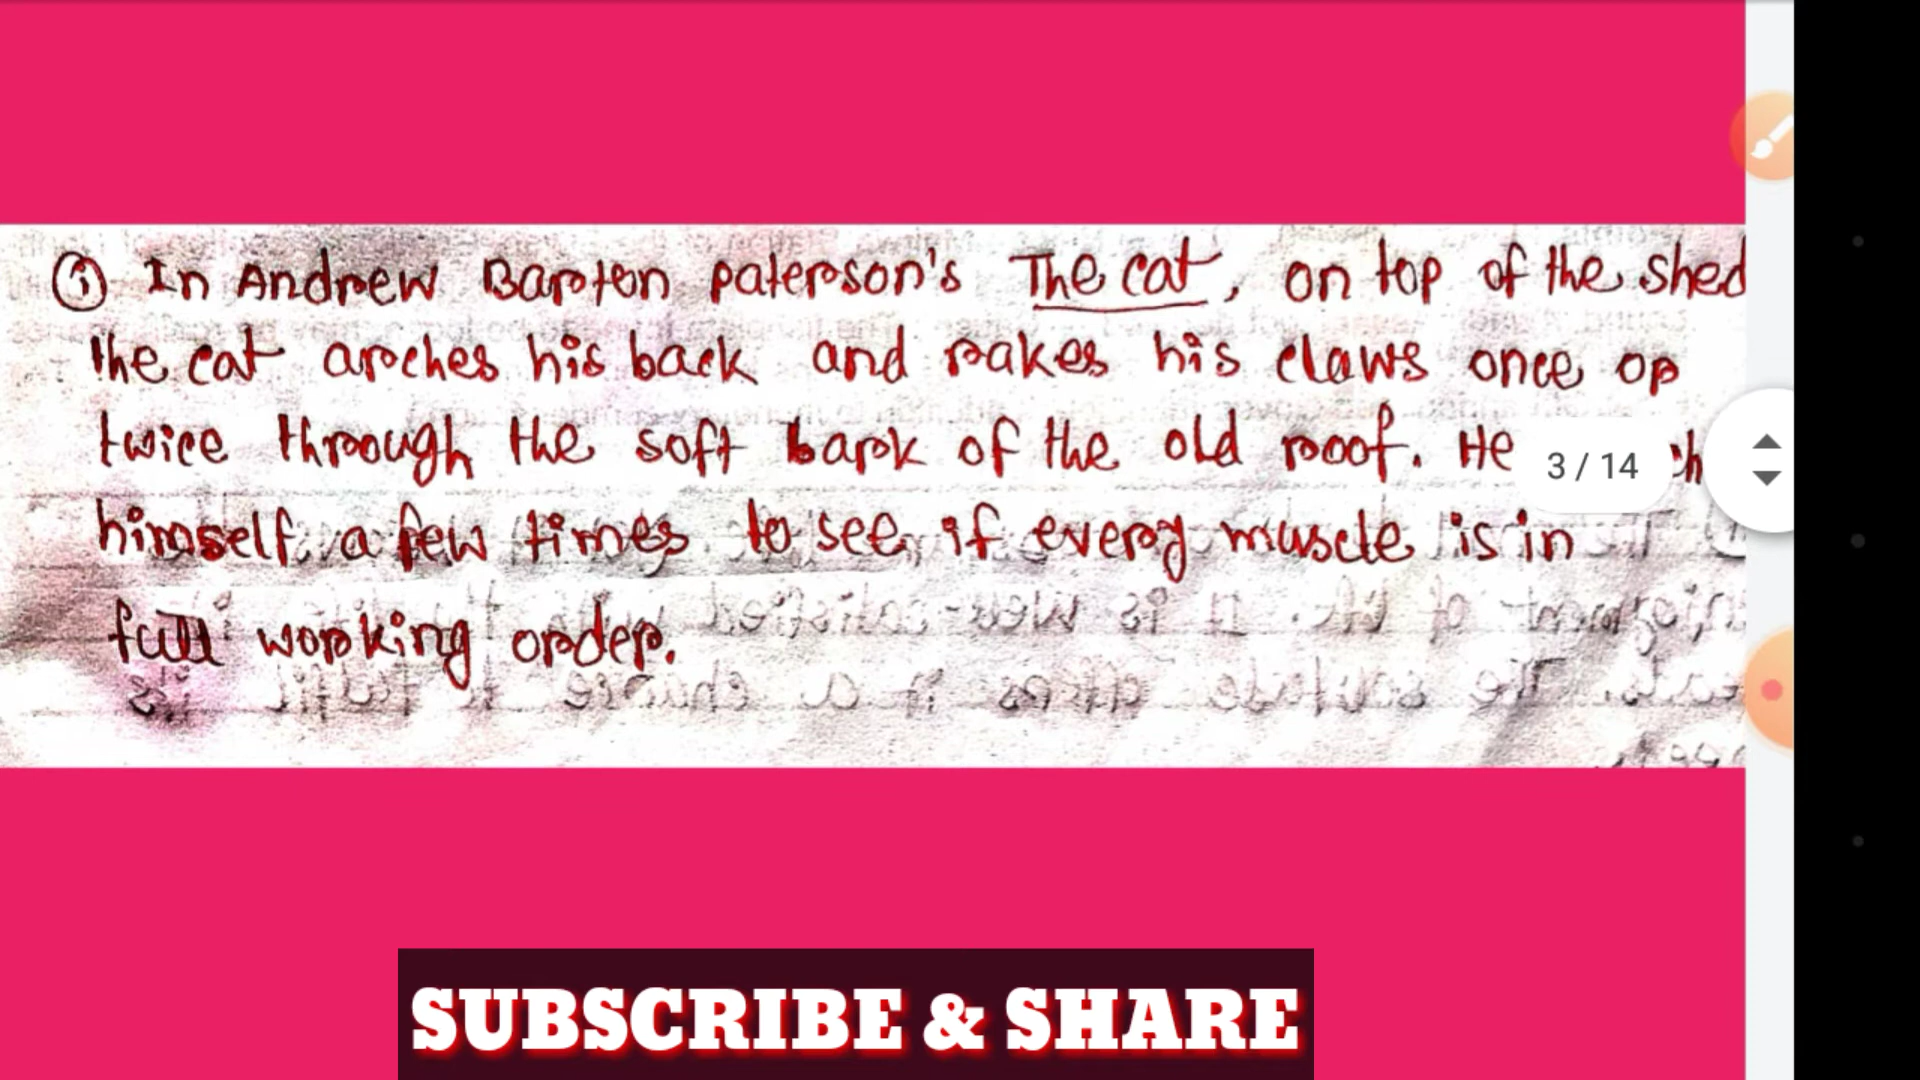 ① In Andrew Barton Paterson's The cat, on top of the shed
the cat arches his back and rakes his claws once or
twice through the soft bark of the old roof. He
3 / 14
himself a few times to see, if every muscle is in
full working order.
SUBSCRIBE & SHARE